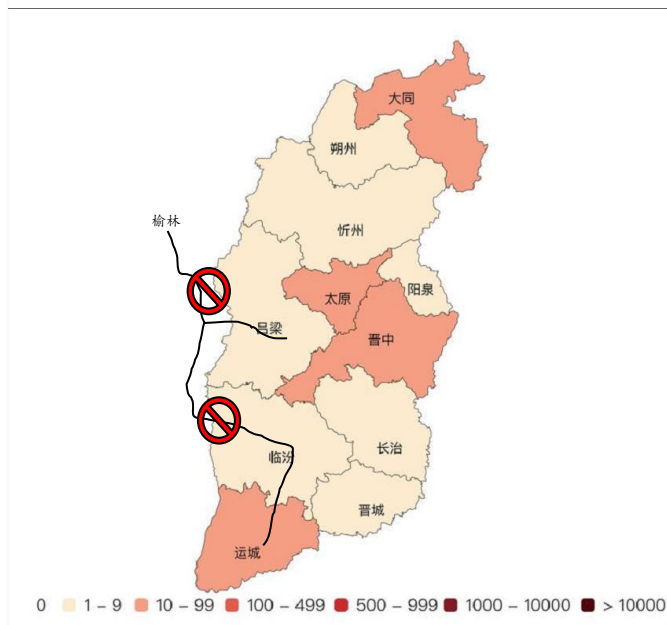 大同
朔州
榆林
忻州
阳泉
太原
吕梁
晋中
长治
临汾
晋城
运城
0 1 – 9 10 – 99 100 – 499 500 – 999 1000 – 10000 > 10000